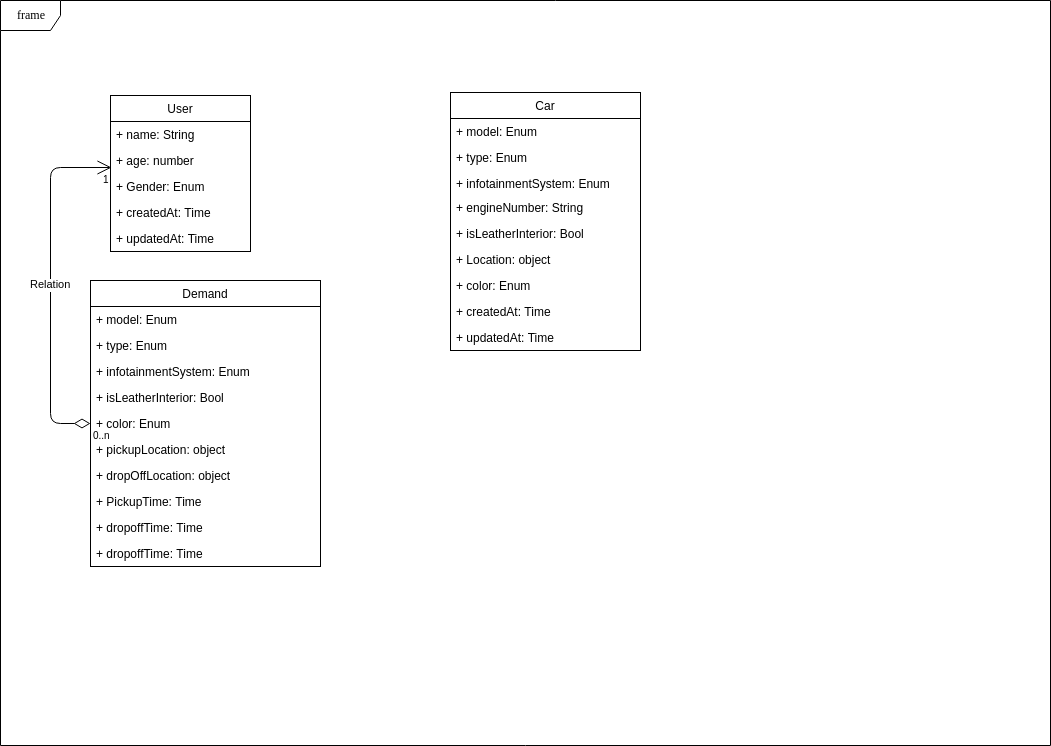 frame
User
+ name: String
+ age: number
+ Gender: Enum
+ createdAt: Time
+ updatedAt: Time
1
Relation
Demand
+ model: Enum
+ type: Enum
+ infotainmentSystem: Enum
+ isLeatherInterior: Bool
+ color: Enum
0..n
+ pickupLocation: object
+ dropOffLocation: object
+ PickupTime: Time
+ dropoffTime: Time
+ dropoffTime: Time
Car
+ model: Enum
+ type: Enum
+ infotainmentSystem: Enum
+ engineNumber: String
+ isLeatherInterior: Bool
+ Location: object
+ color: Enum
+ createdAt: Time
+ updatedAt: Time